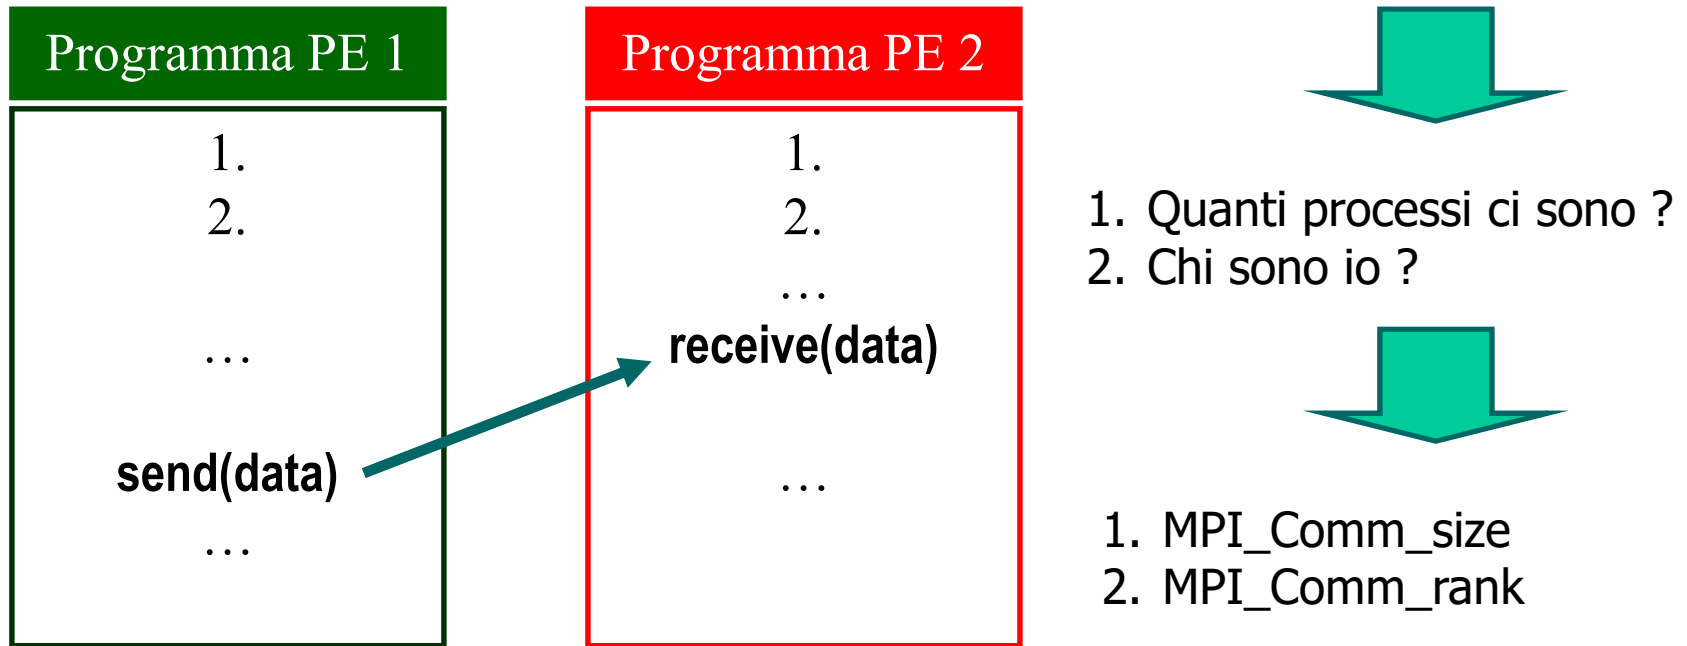 Programma PE 1
1.
2.
…
send(data)
…
Programma PE 2
1.
2.
…
receive(data)
…
1. Quanti processi ci sono ?
2. Chi sono io ?
1. MPI_Comm_size
2. MPI_Comm_rank